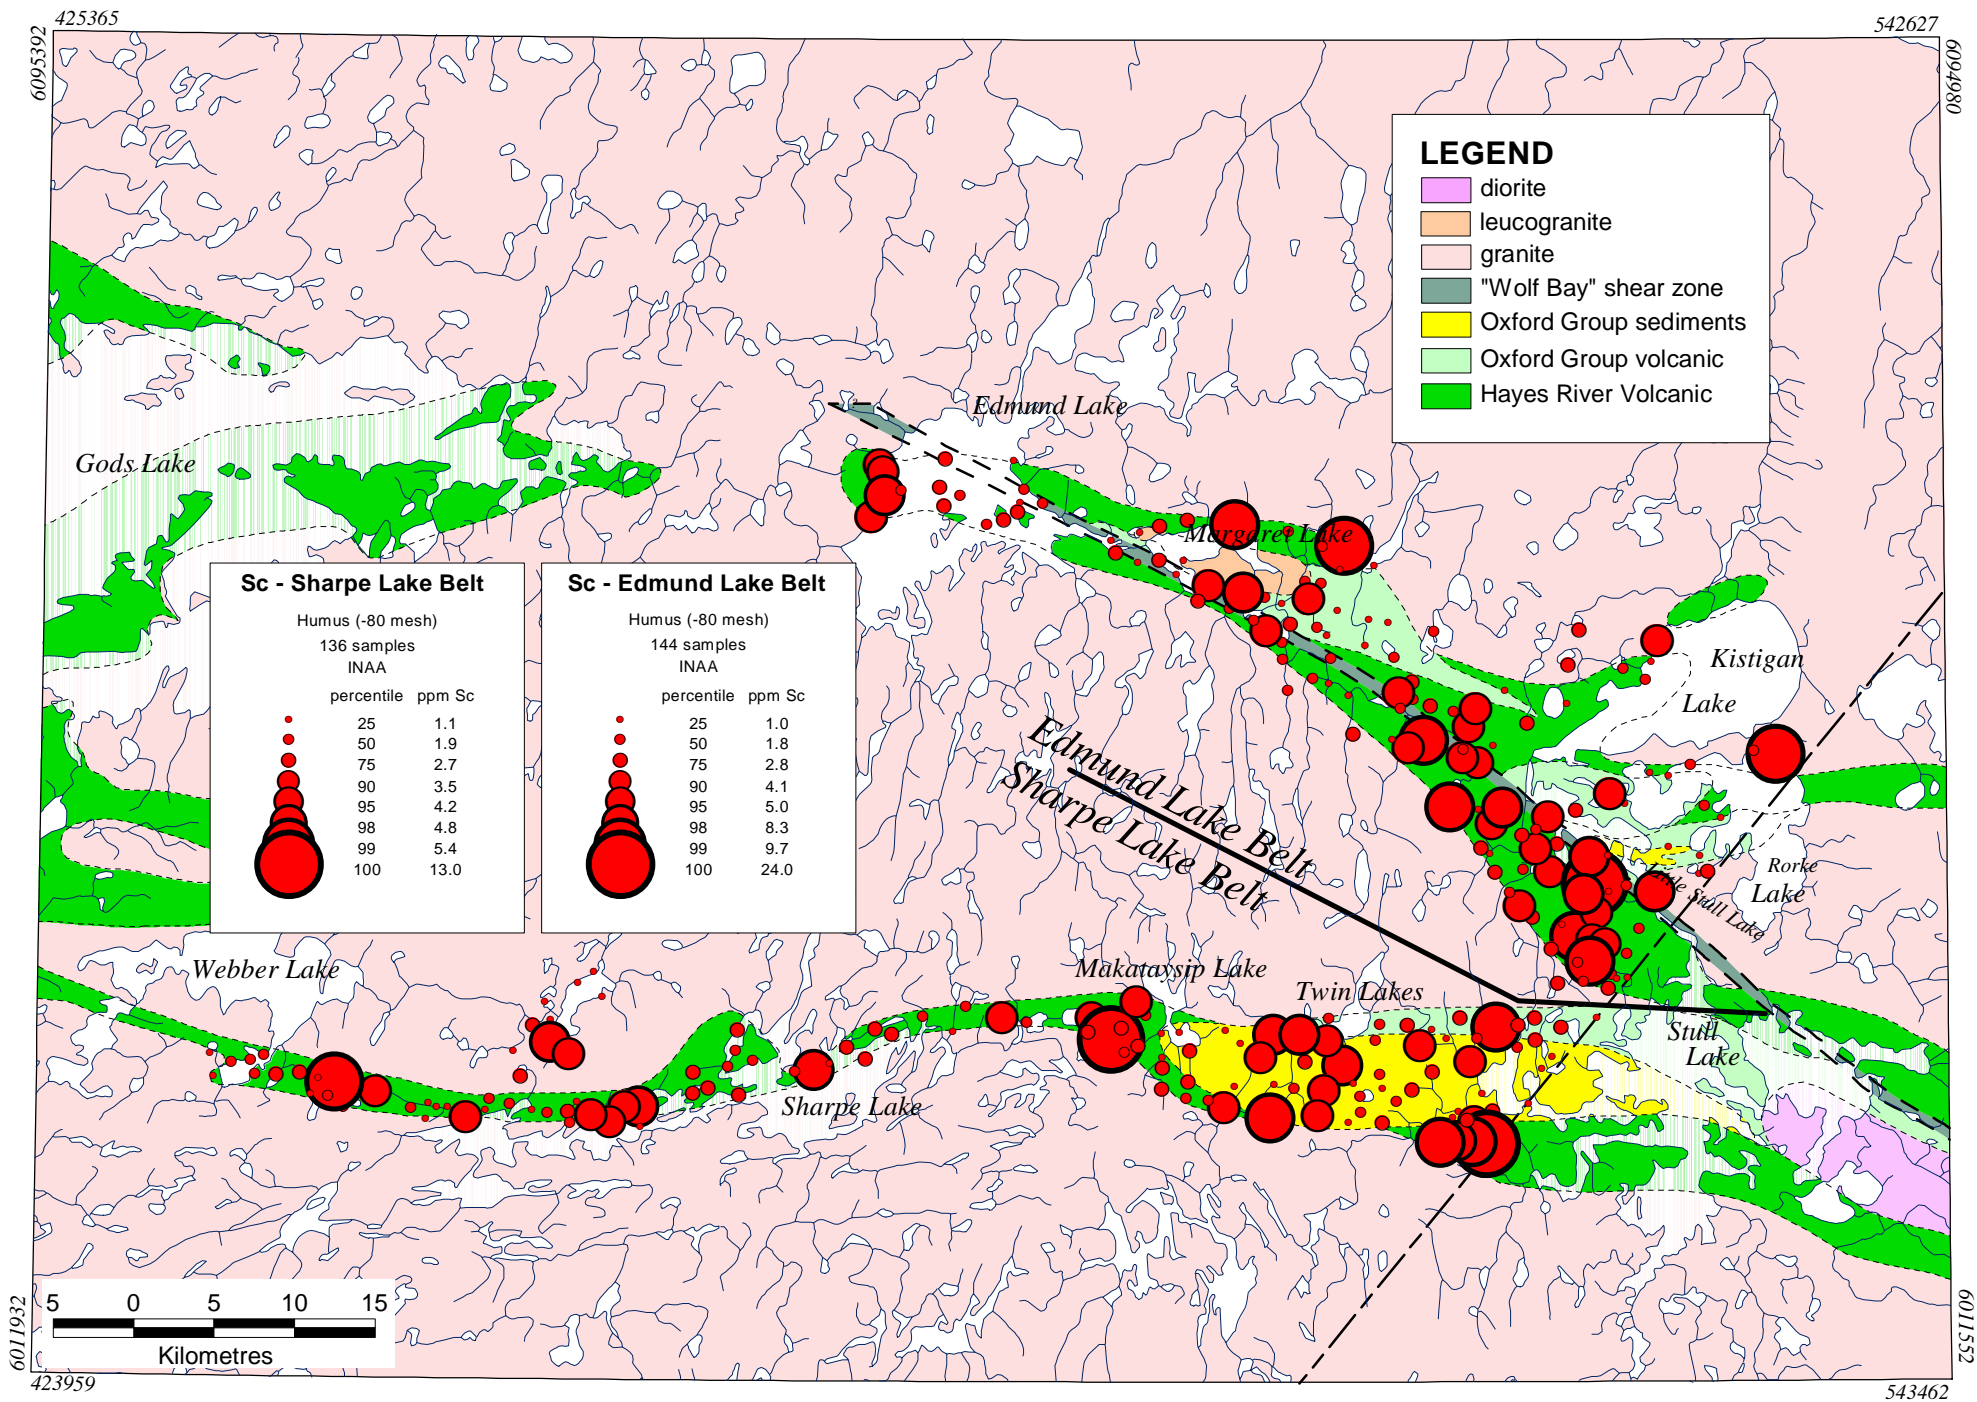 425365
542627
6095392
6094980
LEGEND
diorite
leucogranite
granite
"Wolf Bay" shear zone
Oxford Group sediments
Oxford Group volcanic
Hayes River Volcanic
Edmund Lake
Gods Lake
Margaret Lake
Kistigan
Lake
Sc - Sharpe Lake Belt
Humus (-80 mesh)
136 samples
INAA
percentile ppm Sc
25 1.1
50 1.9
75 2.7
90 3.5
95 4.2
98 4.8
99 5.4
100 13.0
Sc - Edmund Lake Belt
Humus (-80 mesh)
144 samples
INAA
percentile ppm Sc
25 1.0
50 1.8
75 2.8
90 4.1
95 5.0
98 8.3
99 9.7
100 24.0
Edmund Lake Belt
Sharpe Lake Belt
Rorke
Lake
Little Stull Lake
Webber Lake
Makataysip Lake
Twin Lakes
Stull
Lake
Sharpe Lake
5 0 5 10 15
Kilometres
6011932
6011552
423959
543462